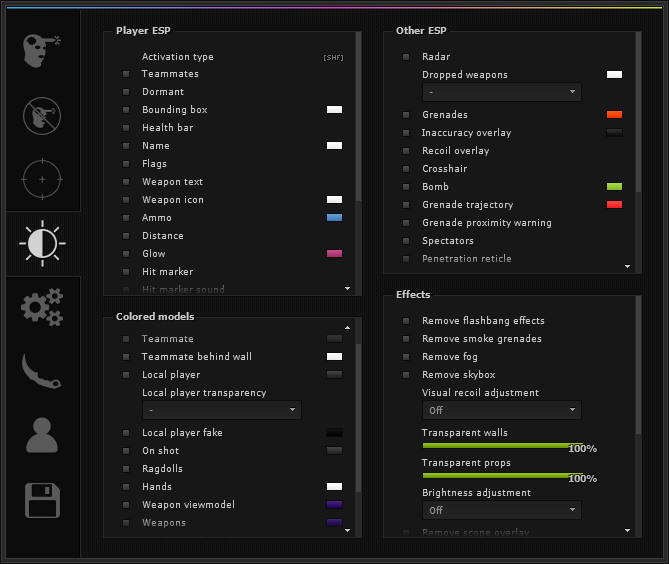 Player ESP
Activation type [SHF]
Teammates
Dormant
Bounding box
Health bar
Name
Flags
Weapon text
Weapon icon
Ammo
Distance
Glow
Hit marker
Hit marker sound
Colored models
Teammate
Teammate behind wall
Local player
Local player transparency
-
Local player fake
On shot
Ragdolls
Hands
Weapon viewmodel
Weapons
Other ESP
Radar
Dropped weapons
-
Grenades
Inaccuracy overlay
Recoil overlay
Crosshair
Bomb
Grenade trajectory
Grenade proximity warning
Spectators
Penetration reticle
Effects
Remove flashbang effects
Remove smoke grenades
Remove fog
Remove skybox
Visual recoil adjustment
Off
Transparent walls
100%
Transparent props
100%
Brightness adjustment
Off
Remove scope overlay